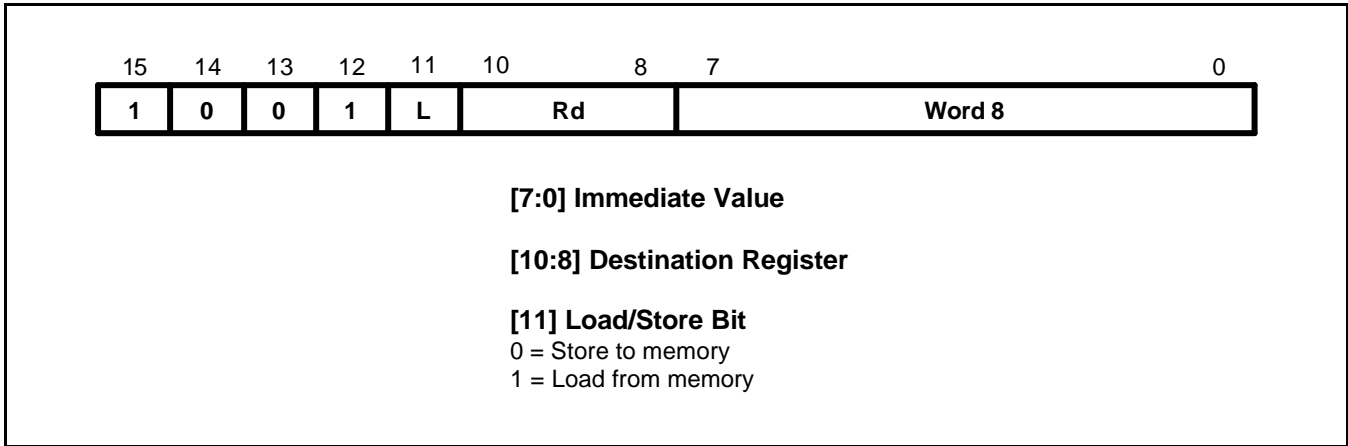 15 14 13 12 11 10 8 7 0
1 0 0 1 L Rd Word 8
[7:0] Immediate Value
[10:8] Destination Register
[11] Load/Store Bit
0 = Store to memory
1 = Load from memory